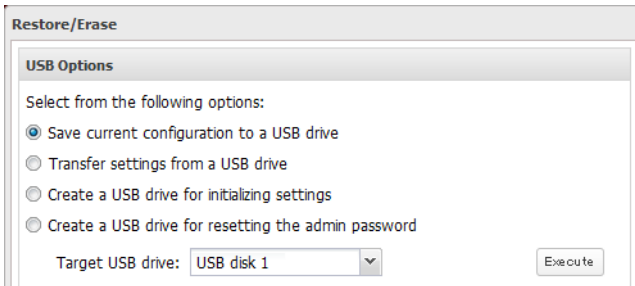 Restore/Erase
USB Options
Select from the following options:
Save current configuration to a USB drive
Transfer settings from a USB drive
Create a USB drive for initializing settings
Create a USB drive for resetting the admin password
Target USB drive: USB disk 1 Execute